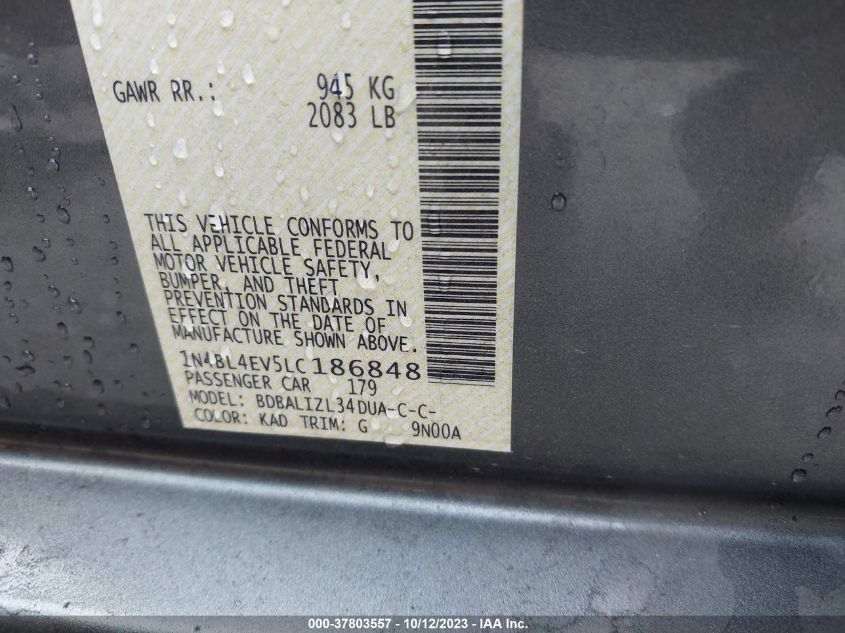 GAWR RR.: 945 KG
2083 LB
THIS VEHICLE CONFORMS TO
ALL APPLICABLE FEDERAL
MOTOR VEHICLE SAFETY,
BUMPER, AND THEFT
PREVENTION STANDARDS IN
EFFECT ON THE DATE OF
MANUFACTURE SHOWN ABOVE.
1N4BL4EV5LC186848
PASSENGER CAR 179
MODEL: BDBALIZL34DUA-C-C-
COLOR: KAD TRIM: G 9N00A
000-37803557 - 10/12/2023 - IAA Inc.